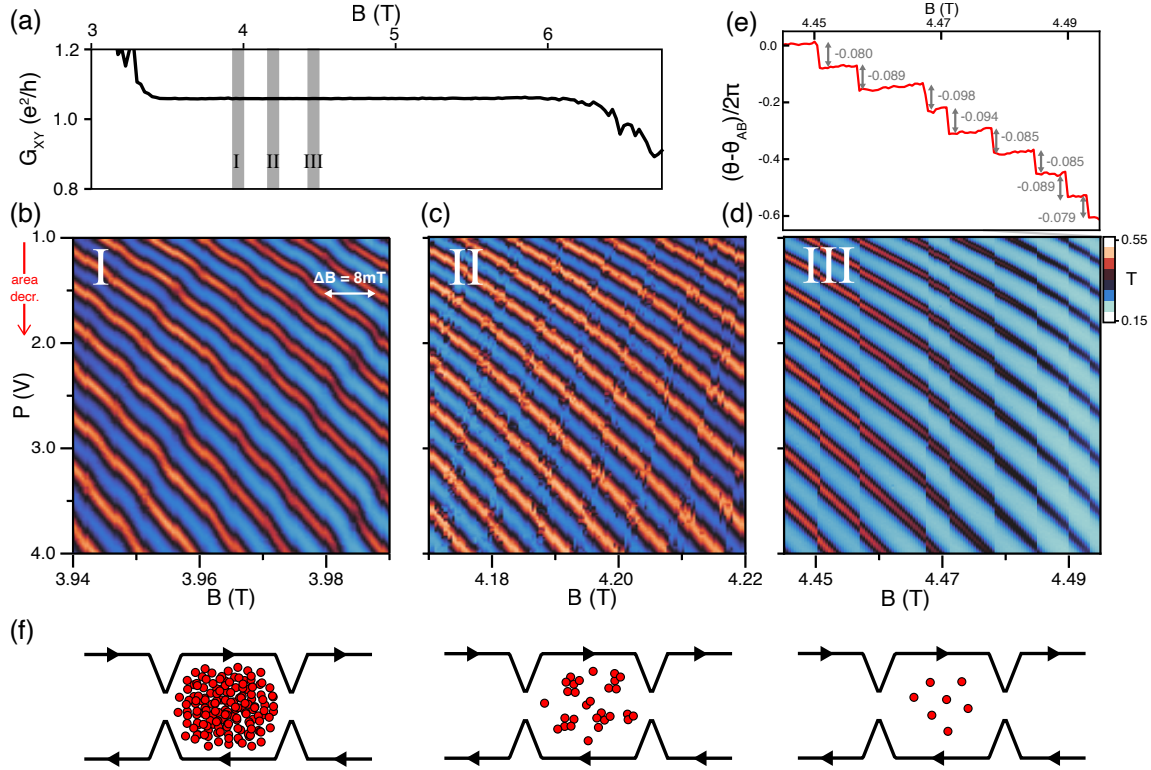 (a)
B (T)
3 4 5 6
1.2
1.0
0.8
G_XY (e²/h)
I II III
(e)
B (T)
4.45 4.47 4.49
0.0
-0.2
-0.4
-0.6
(θ-θ_AB)/2π
-0.080
-0.089
-0.098
-0.094
-0.085
-0.085
-0.089
-0.079
(b)
I
ΔB = 8mT
area
decr.
1.0
2.0
3.0
4.0
P (V)
3.94 3.96 3.98
B (T)
(c)
II
4.18 4.20 4.22
B (T)
(d)
III
0.55
T
0.15
4.45 4.47 4.49
B (T)
(f)